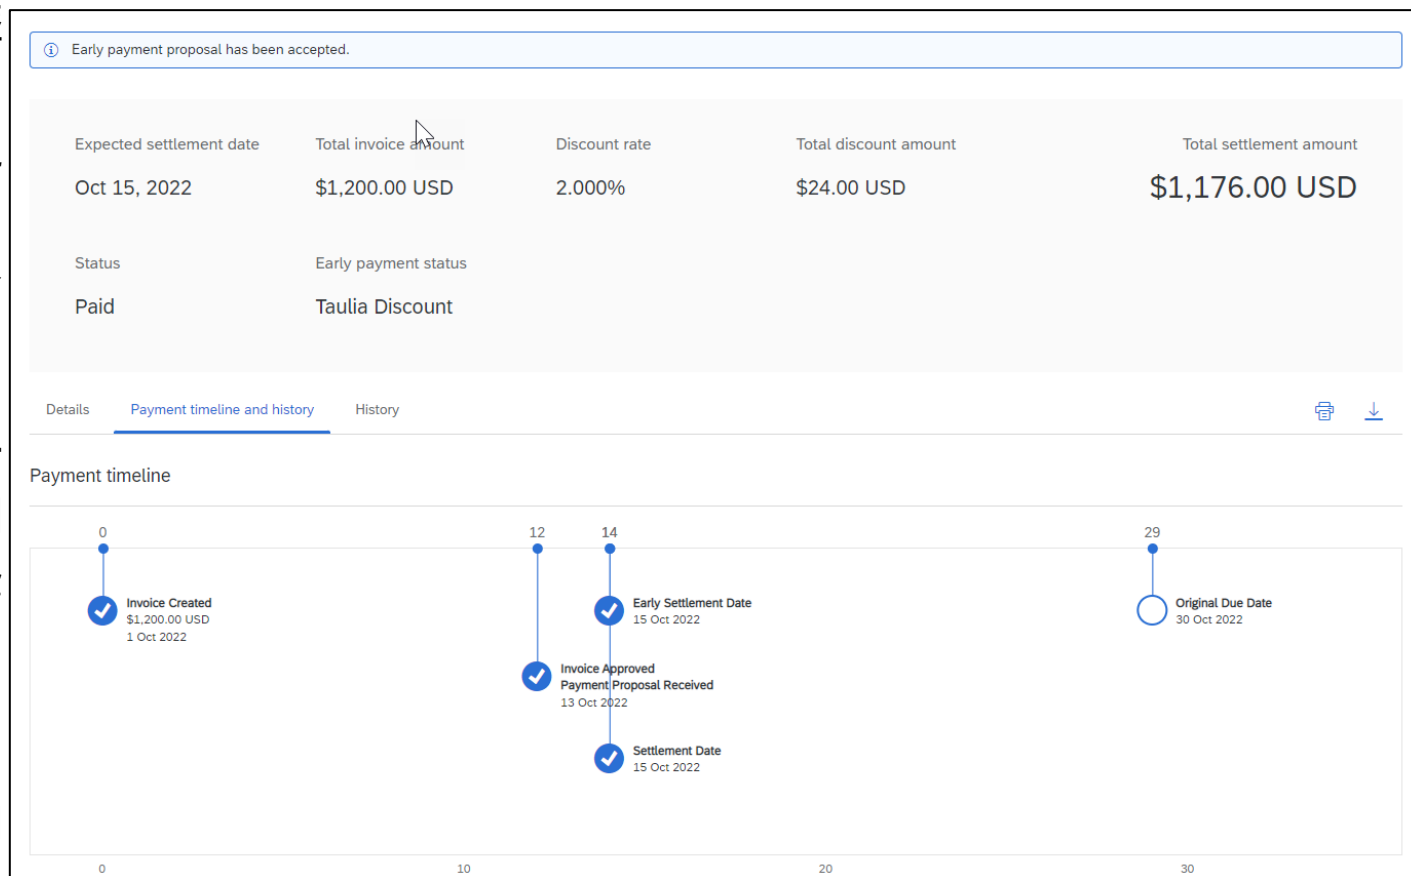 Early payment proposal has been accepted.
Expected settlement date
Total invoice amount
Discount rate
Total discount amount
Total settlement amount
Oct 15, 2022
$1,200.00 USD
2.000%
$24.00 USD
$1,176.00 USD
Status
Early payment status
Paid
Taulia Discount
Details
Payment timeline and history
History
Payment timeline
0
12
14
29
Invoice Created
$1,200.00 USD
1 Oct 2022
Early Settlement Date
15 Oct 2022
Original Due Date
30 Oct 2022
Invoice Approved
Payment Proposal Received
13 Oct 2022
Settlement Date
15 Oct 2022
0
10
20
30